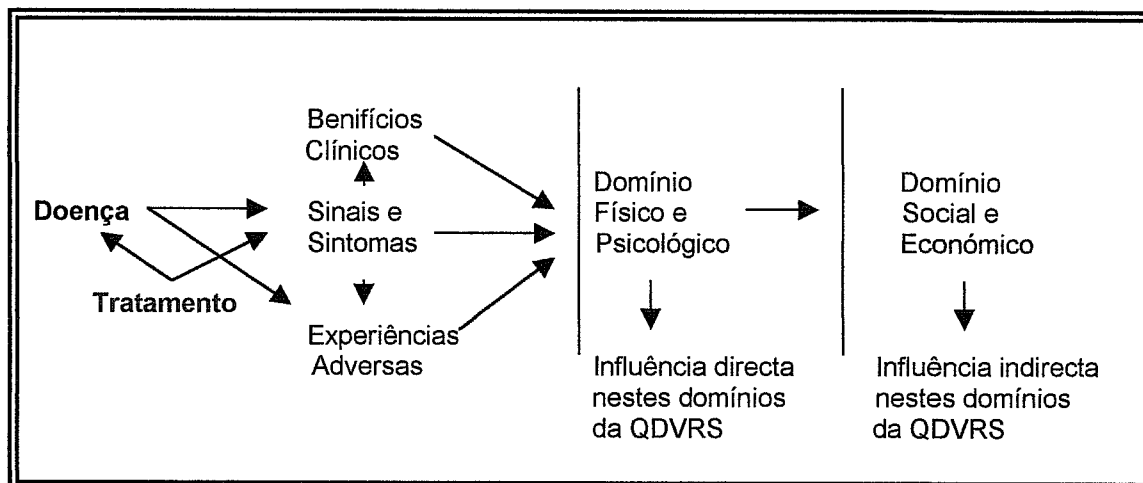 Doença
Tratamento
Benifícios
Clínicos
Sinais e
Sintomas
Experiências
Adversas
Domínio
Físico e
Psicológico
Influência directa
nestes domínios
da QDVRS
Domínio
Social e
Económico
Influência indirecta
nestes domínios
da QDVRS